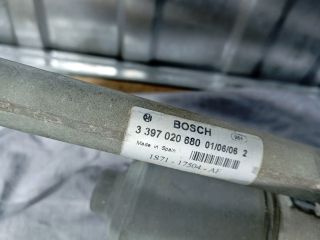 BOSCH
3 397 020 680 01/06/06 2
Made in Spain
1S71-17504-AF